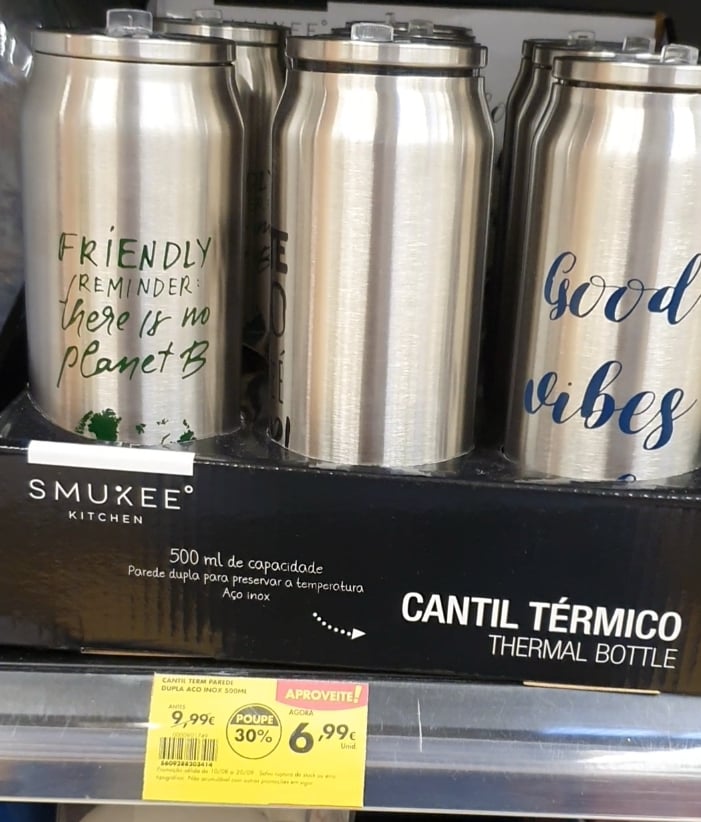 FRiENDLY
REMINDER:
there is no
planet B
Good
vibes
SMUKEE°
KITCHEN
500 ml de capacidade
Parede dupla para preservar a temperatura
Aço inox
CANTIL TÉRMICO
THERMAL BOTTLE
CANTIL TERM PAREDE
DUPLA ACO INOX 500ML
APROVEITE!
ANTES
9,99€
POUPE
30%
AGORA
6,99€
Unid.
5609288303414